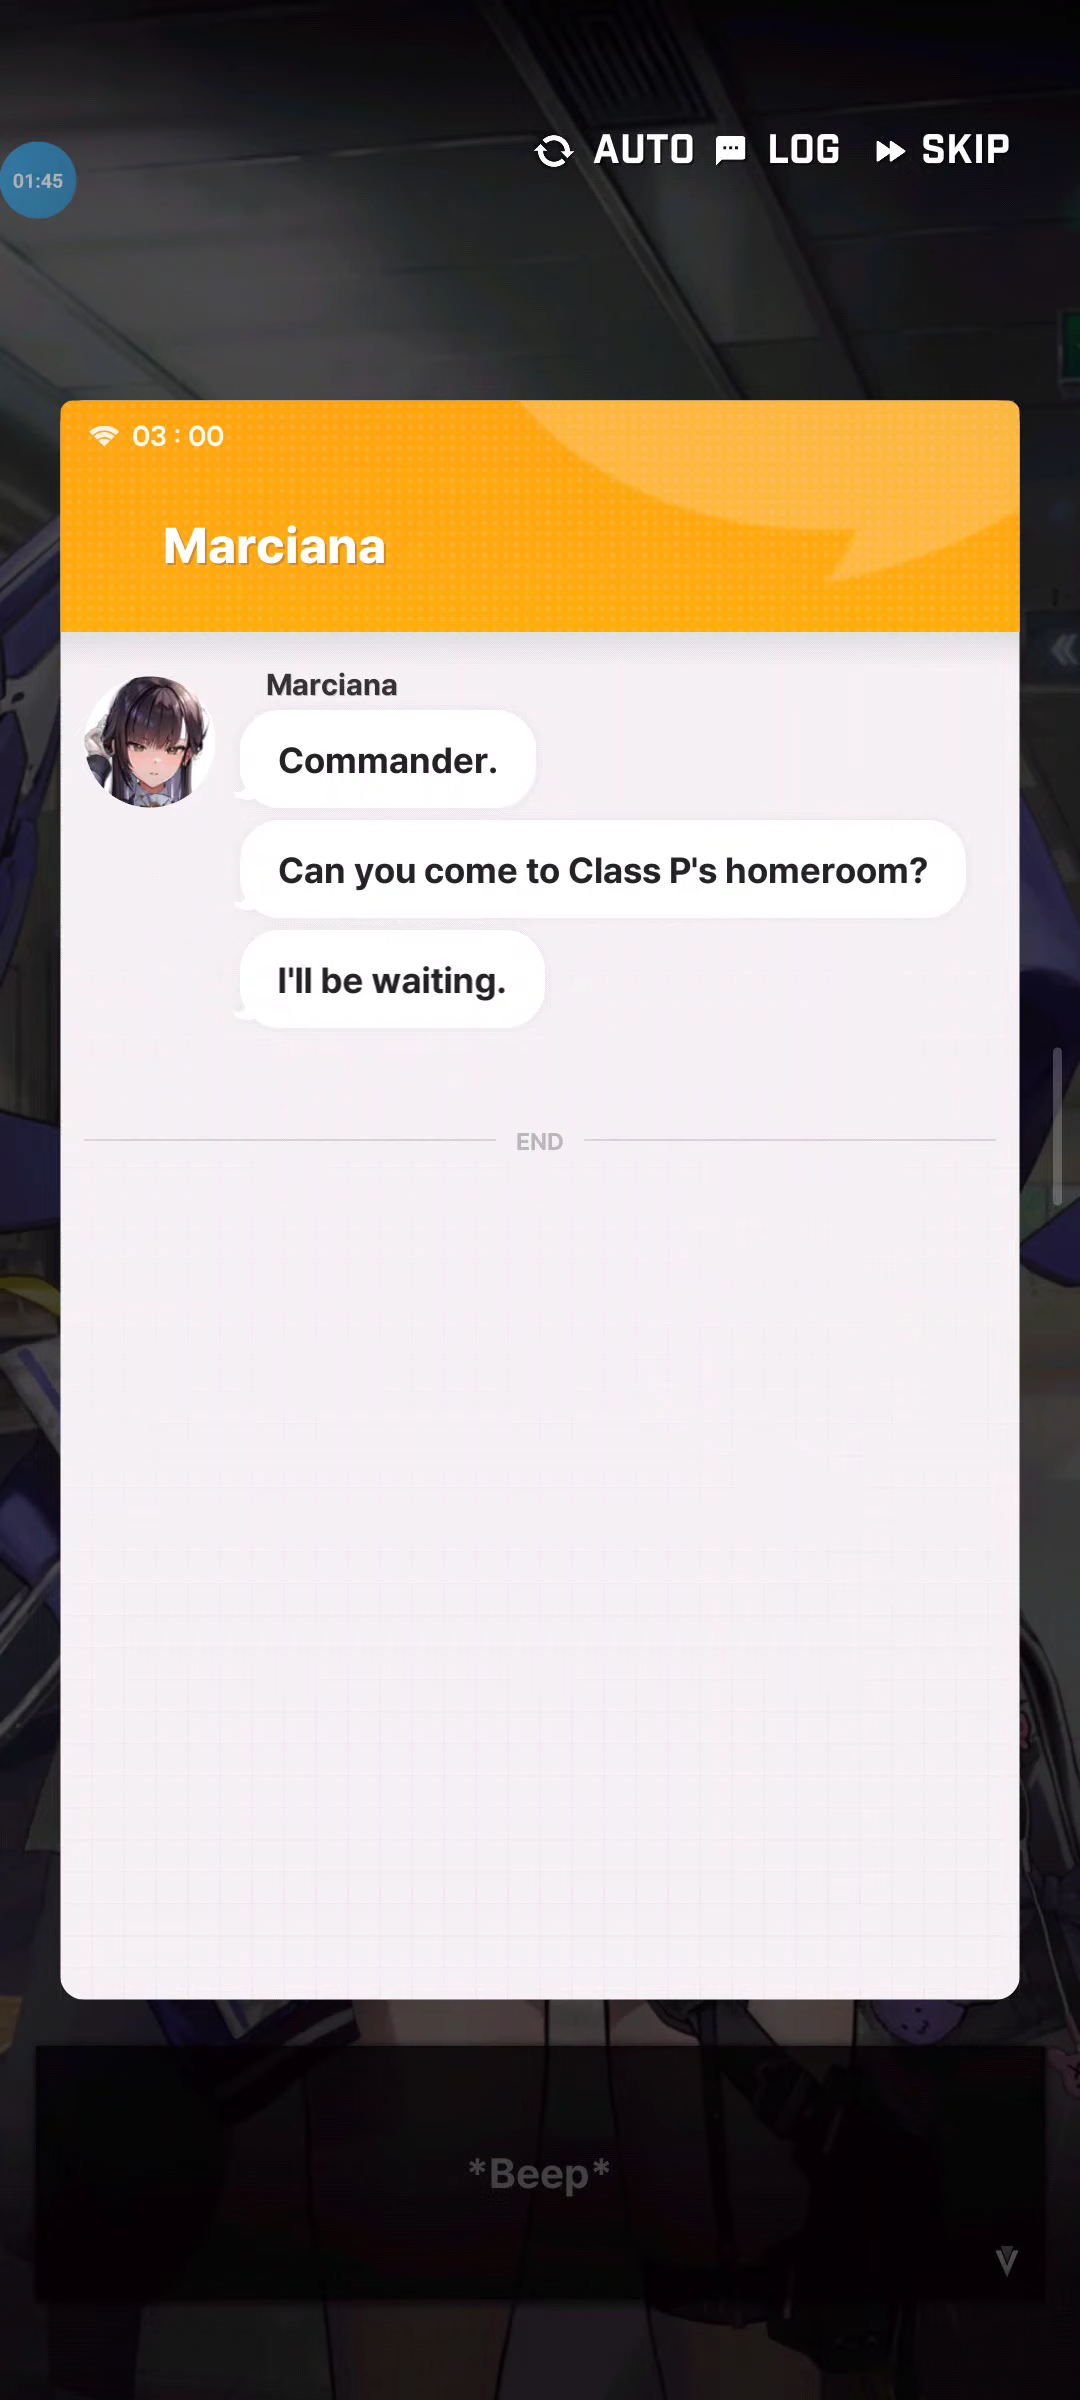 AUTO LOG SKIP
01:45
03:00
Marciana
Marciana
Commander.
Can you come to Class P's homeroom?
I'll be waiting.
END
*Beep*